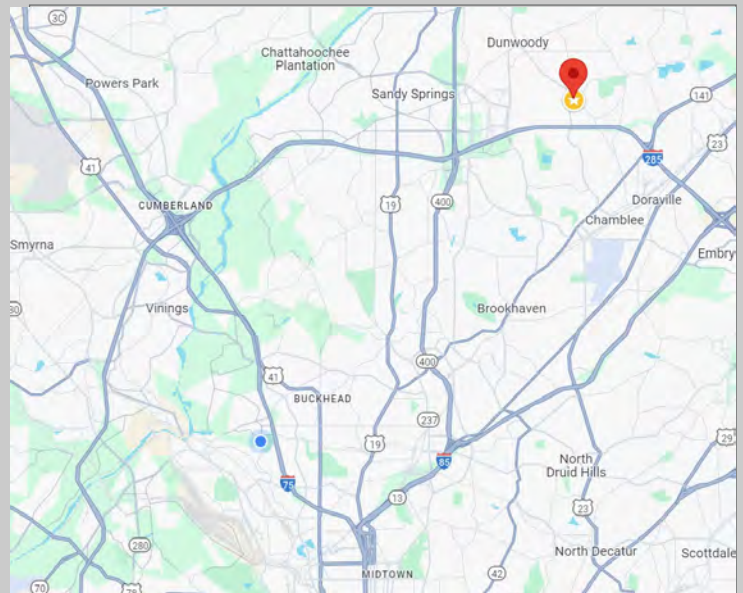 3C
Dunwoody
Chattahoochee
Plantation
Powers Park
Sandy Springs
141
41
23
285
19
400
Doraville
CUMBERLAND
Chamblee
Smyrna
Embry
Vinings
Brookhaven
400
41
BUCKHEAD
237
19
29
85
North
Druid Hills
75
13
23
280
North Decatur
Scottdale
MIDTOWN
42
70
78